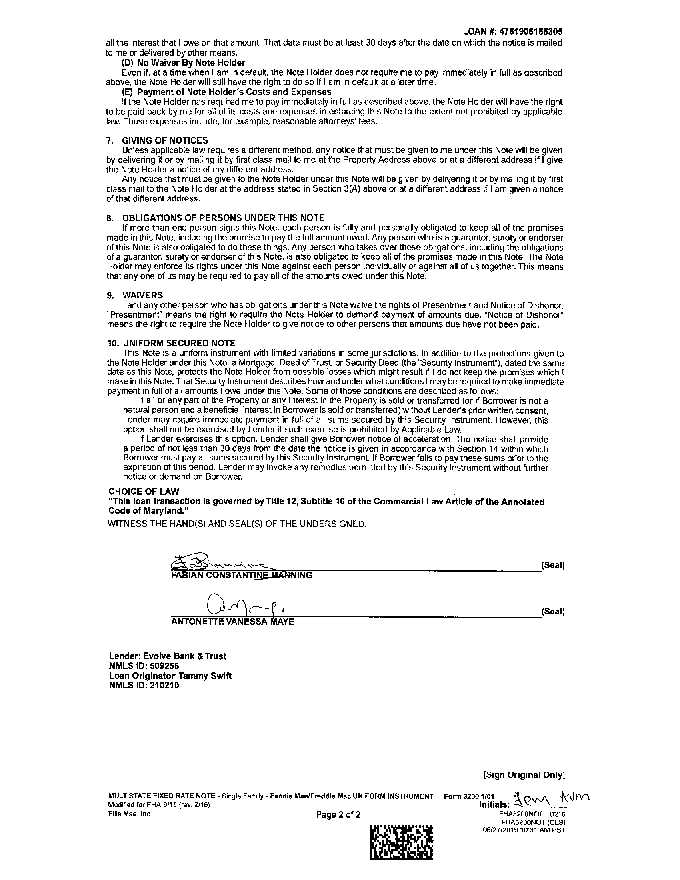 LOAN #: 4751906155305
all the interest that I owe on that amount. That date must be at least 30 days after the date on which the notice is mailed
to me or delivered by other means.
(D) No Waiver By Note Holder
Even if, at a time when I am in default, the Note Holder does not require me to pay immediately in full as described
above, the Note Holder will still have the right to do so if I am in default at a later time.
(E) Payment of Note Holder's Costs and Expenses
If the Note Holder has required me to pay immediately in full as described above, the Note Holder will have the right
to be paid back by me for all of its costs and expenses in enforcing this Note to the extent not prohibited by applicable
law. Those expenses include, for example, reasonable attorneys' fees.
7. GIVING OF NOTICES
Unless applicable law requires a different method, any notice that must be given to me under this Note will be given
by delivering it or by mailing it by first class mail to me at the Property Address above or at a different address if I give
the Note Holder a notice of my different address.
Any notice that must be given to the Note Holder under this Note will be given by delivering it or by mailing it by first
class mail to the Note Holder at the address stated in Section 3(A) above or at a different address if I am given a notice
of that different address.
8. OBLIGATIONS OF PERSONS UNDER THIS NOTE
If more than one person signs this Note, each person is fully and personally obligated to keep all of the promises
made in this Note, including the promise to pay the full amount owed. Any person who is a guarantor, surety or endorser
of this Note is also obligated to do these things. Any person who takes over these obligations, including the obligations
of a guarantor, surety or endorser of this Note, is also obligated to keep all of the promises made in this Note. The Note
Holder may enforce its rights under this Note against each person individually or against all of us together. This means
that any one of us may be required to pay all of the amounts owed under this Note.
9. WAIVERS
I and any other person who has obligations under this Note waive the rights of Presentment and Notice of Dishonor.
"Presentment" means the right to require the Note Holder to demand payment of amounts due. "Notice of Dishonor"
means the right to require the Note Holder to give notice to other persons that amounts due have not been paid.
10. UNIFORM SECURED NOTE
This Note is a uniform instrument with limited variations in some jurisdictions. In addition to the protections given to
the Note Holder under this Note, a Mortgage, Deed of Trust, or Security Deed (the "Security Instrument"), dated the same
date as this Note, protects the Note Holder from possible losses which might result if I do not keep the promises which I
make in this Note. That Security Instrument describes how and under what conditions I may be required to make immediate
payment in full of all amounts I owe under this Note. Some of those conditions are described as follows:
If all or any part of the Property or any Interest in the Property is sold or transferred (or if Borrower is not a
natural person and a beneficial interest in Borrower is sold or transferred) without Lender's prior written consent,
Lender may require immediate payment in full of all sums secured by this Security Instrument. However, this
option shall not be exercised by Lender if such exercise is prohibited by Applicable Law.
If Lender exercises this option, Lender shall give Borrower notice of acceleration. The notice shall provide
a period of not less than 30 days from the date the notice is given in accordance with Section 14 within which
Borrower must pay all sums secured by this Security Instrument. If Borrower fails to pay these sums prior to the
expiration of this period, Lender may invoke any remedies permitted by this Security Instrument without further
notice or demand on Borrower.
CHOICE OF LAW
"This loan transaction is governed by Title 12, Subtitle 10 of the Commercial Law Article of the Annotated
Code of Maryland."
WITNESS THE HAND(S) AND SEAL(S) OF THE UNDERSIGNED.
(Seal)
FABIAN CONSTANTINE MANNING
(Seal)
ANTONETTE VANESSA MAYE
Lender: Evolve Bank & Trust
NMLS ID: 509256
Loan Originator Tammy Swift
NMLS ID: 210210
[Sign Original Only]
MULTISTATE FIXED RATE NOTE - Single Family - Fannie Mae/Freddie Mac UNIFORM INSTRUMENT Form 3200 1/01
Modified for FHA 9/15 (rev. 2/16)
Initials:
Ellie Mae, Inc.
Page 2 of 2